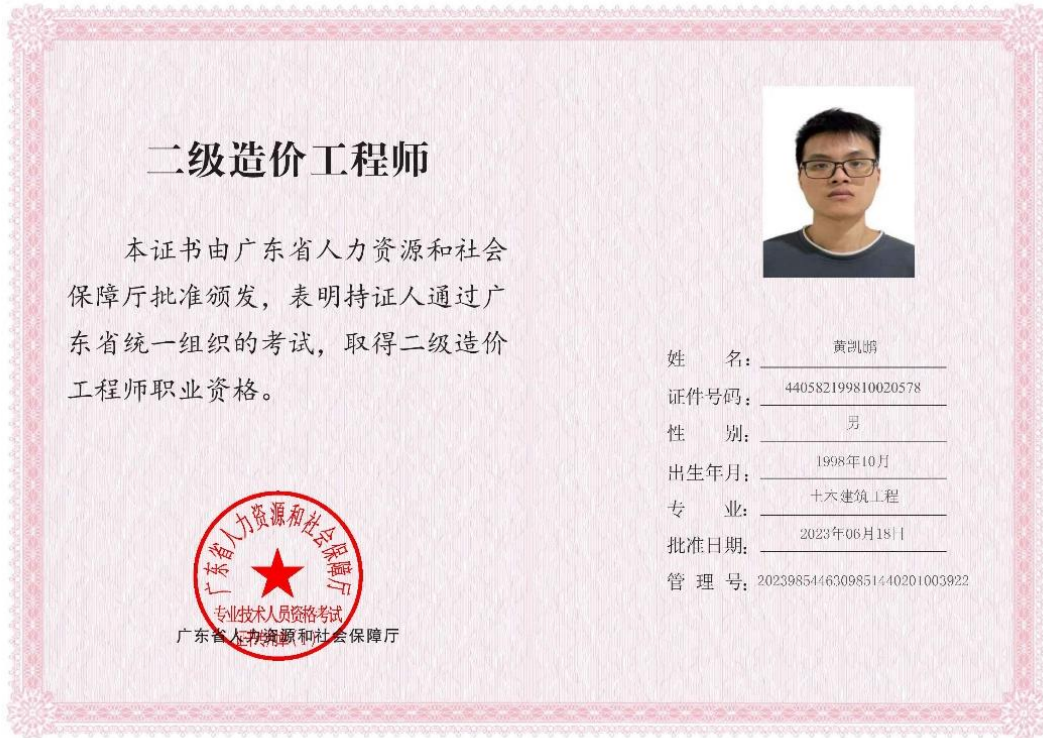 二级造价工程师
本证书由广东省人力资源和社会
保障厅批准颁发，表明持证人通过广
东省统一组织的考试，取得二级造价
工程师职业资格。
广东省人力资源和社会保障厅
专业技术人员资格考试
广东省人力资源和社会保障厅
姓 名：黄凯鹏
证件号码：440582199810020578
性 别：男
出生年月：1998年10月
专 业：土木建筑工程
批准日期：2023年06月18日
管 理 号：2023985446309851440201003922